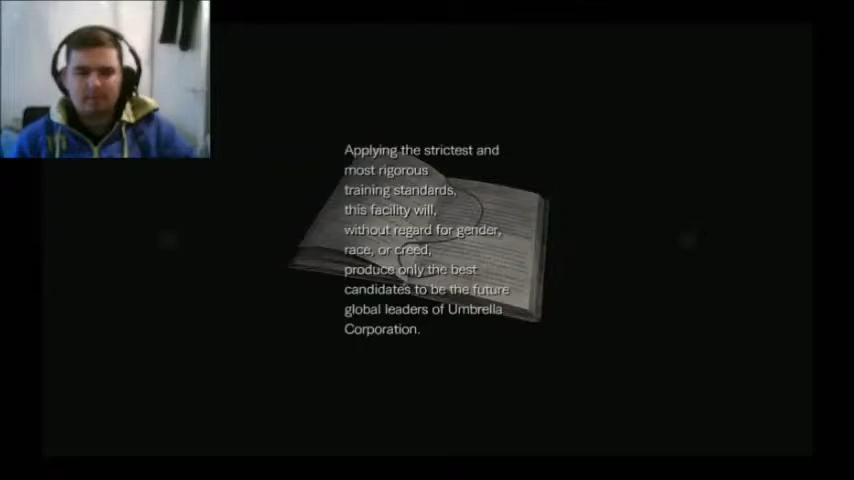 Applying the strictest and
most rigorous
training standards,
this facility will,
without regard for gender,
race, or creed,
produce only the best
candidates to be the future
global leaders of Umbrella
Corporation.